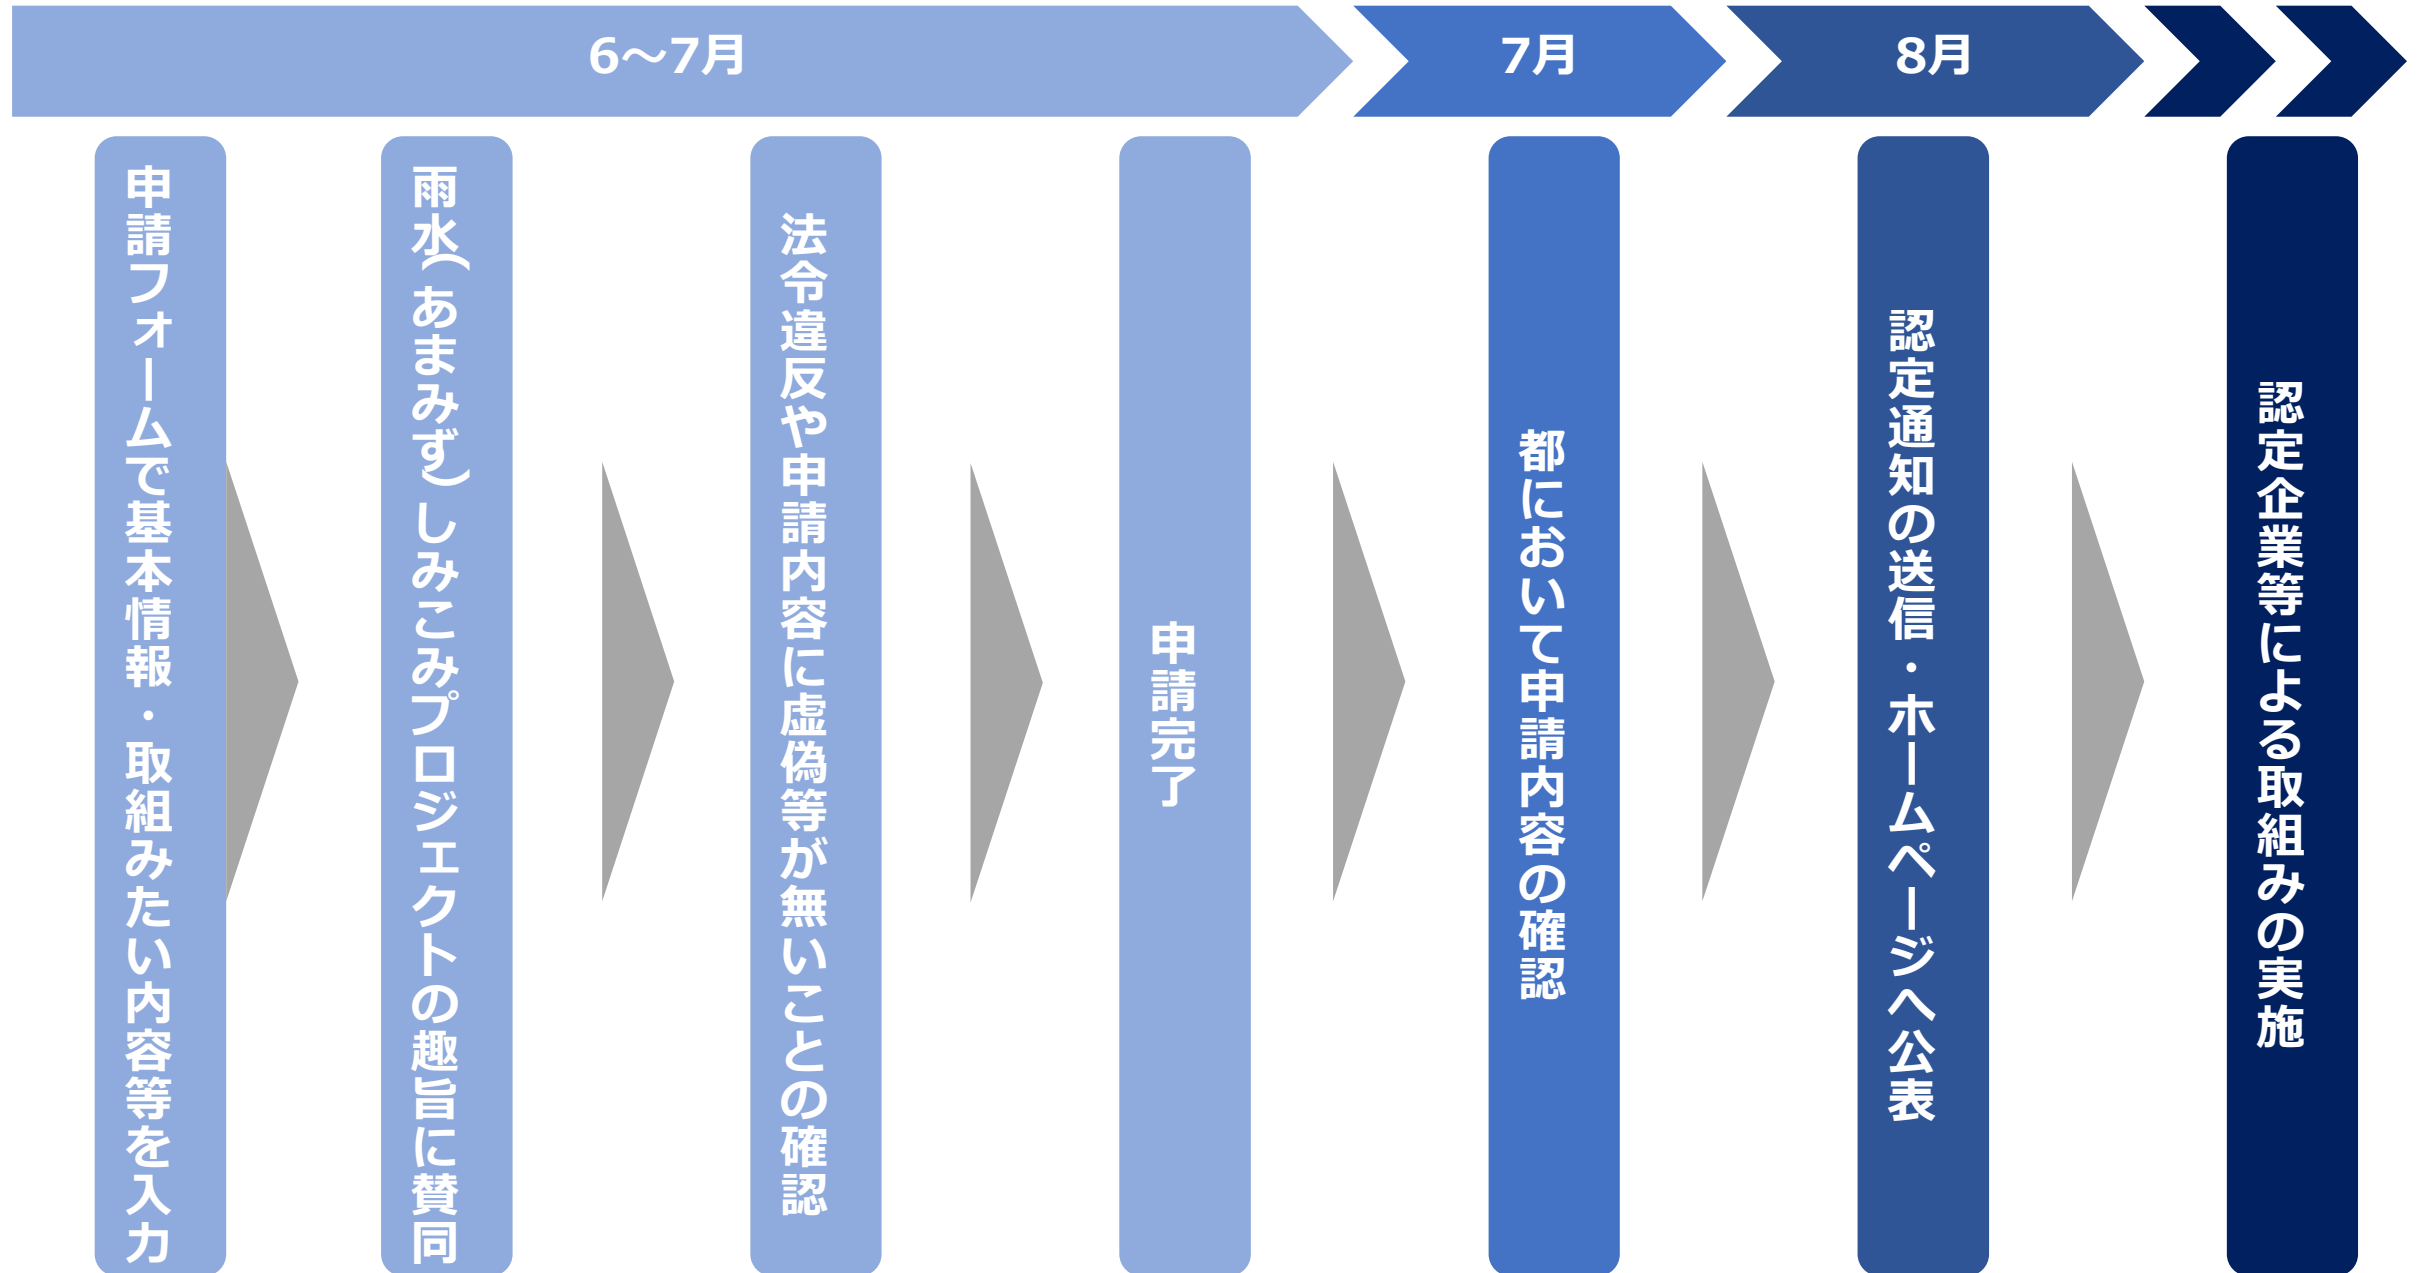 6～7月
7月
8月
申請フォームで基本情報・取組みたい内容等を入力
雨水（あまみず）しみこみプロジェクトの趣旨に賛同
法令違反や申請内容に虚偽等が無いことの確認
申請完了
都において申請内容の確認
認定通知の送信・ホームページへ公表
認定企業等による取組みの実施